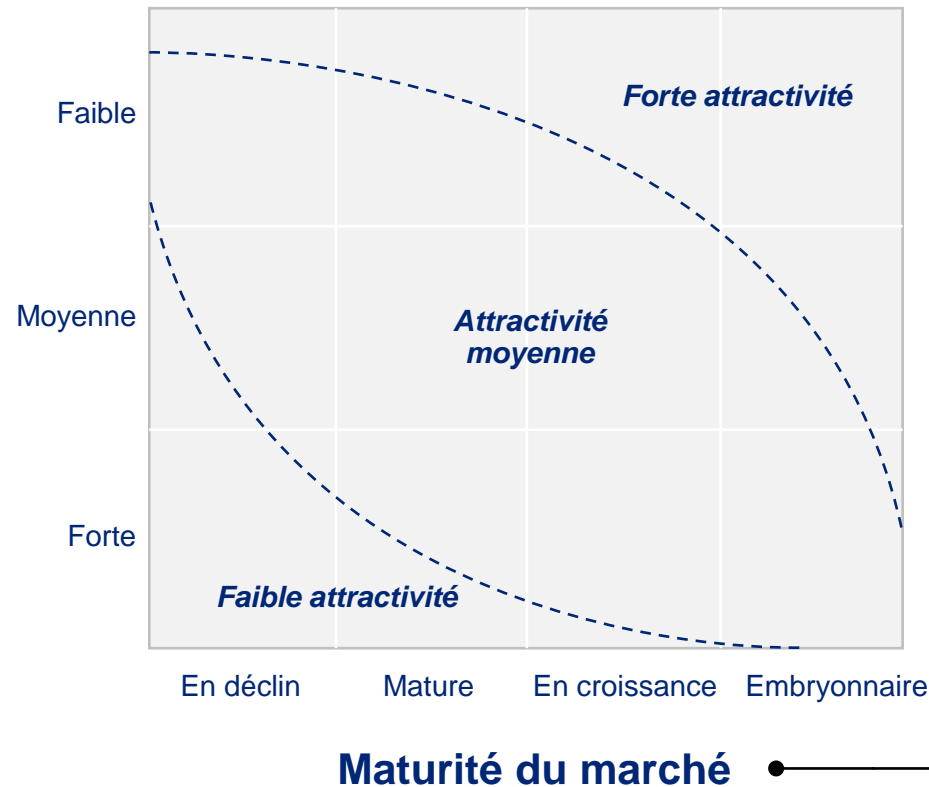 Forte attractivité
Faible
Moyenne
Attractivité
moyenne
Forte
Faible attractivité
En déclin
Mature
En croissance
Embryonnaire
Maturité du marché